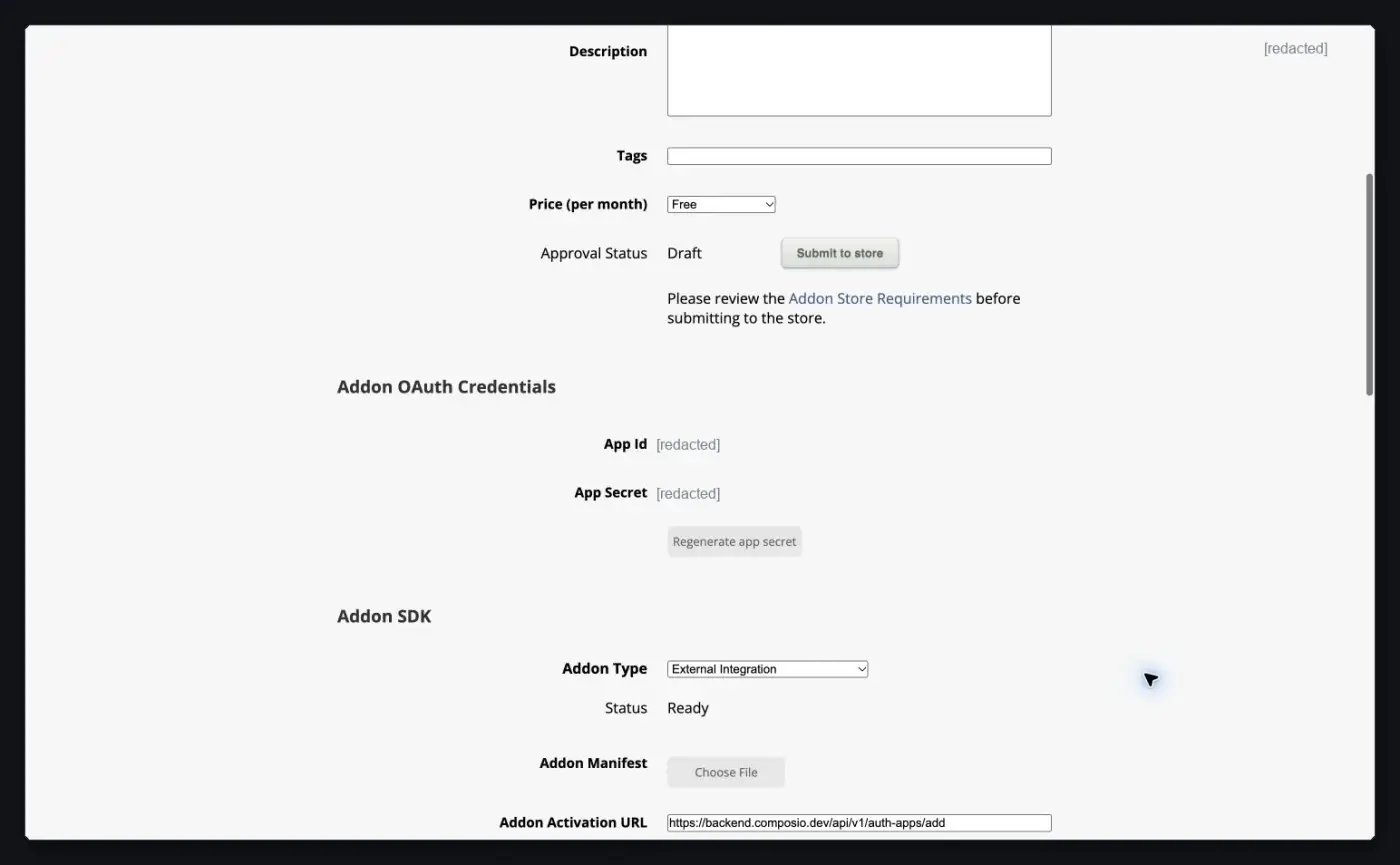 Description
[redacted]
Tags
Price (per month) Free
Approval Status Draft Submit to store
Please review the Addon Store Requirements before
submitting to the store.
Addon OAuth Credentials
App Id [redacted]
App Secret [redacted]
Regenerate app secret
Addon SDK
Addon Type External Integration
Status Ready
Addon Manifest Choose File
Addon Activation URL https://backend.composio.dev/api/v1/auth-apps/add